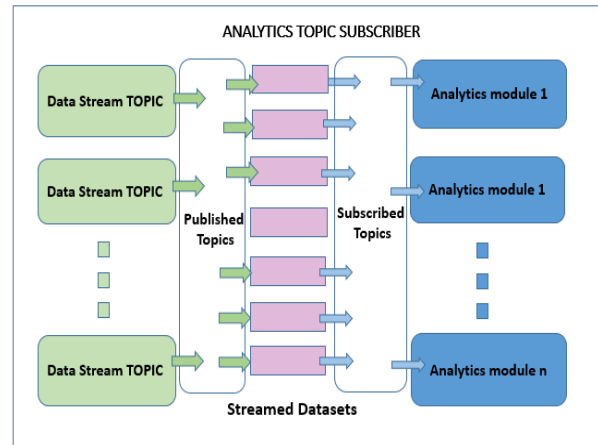 ANALYTICS TOPIC SUBSCRIBER
Data Stream TOPIC
Analytics module 1
Data Stream TOPIC
Analytics module 1
Published
Topics
Subscribed
Topics
Data Stream TOPIC
Analytics module n
Streamed Datasets